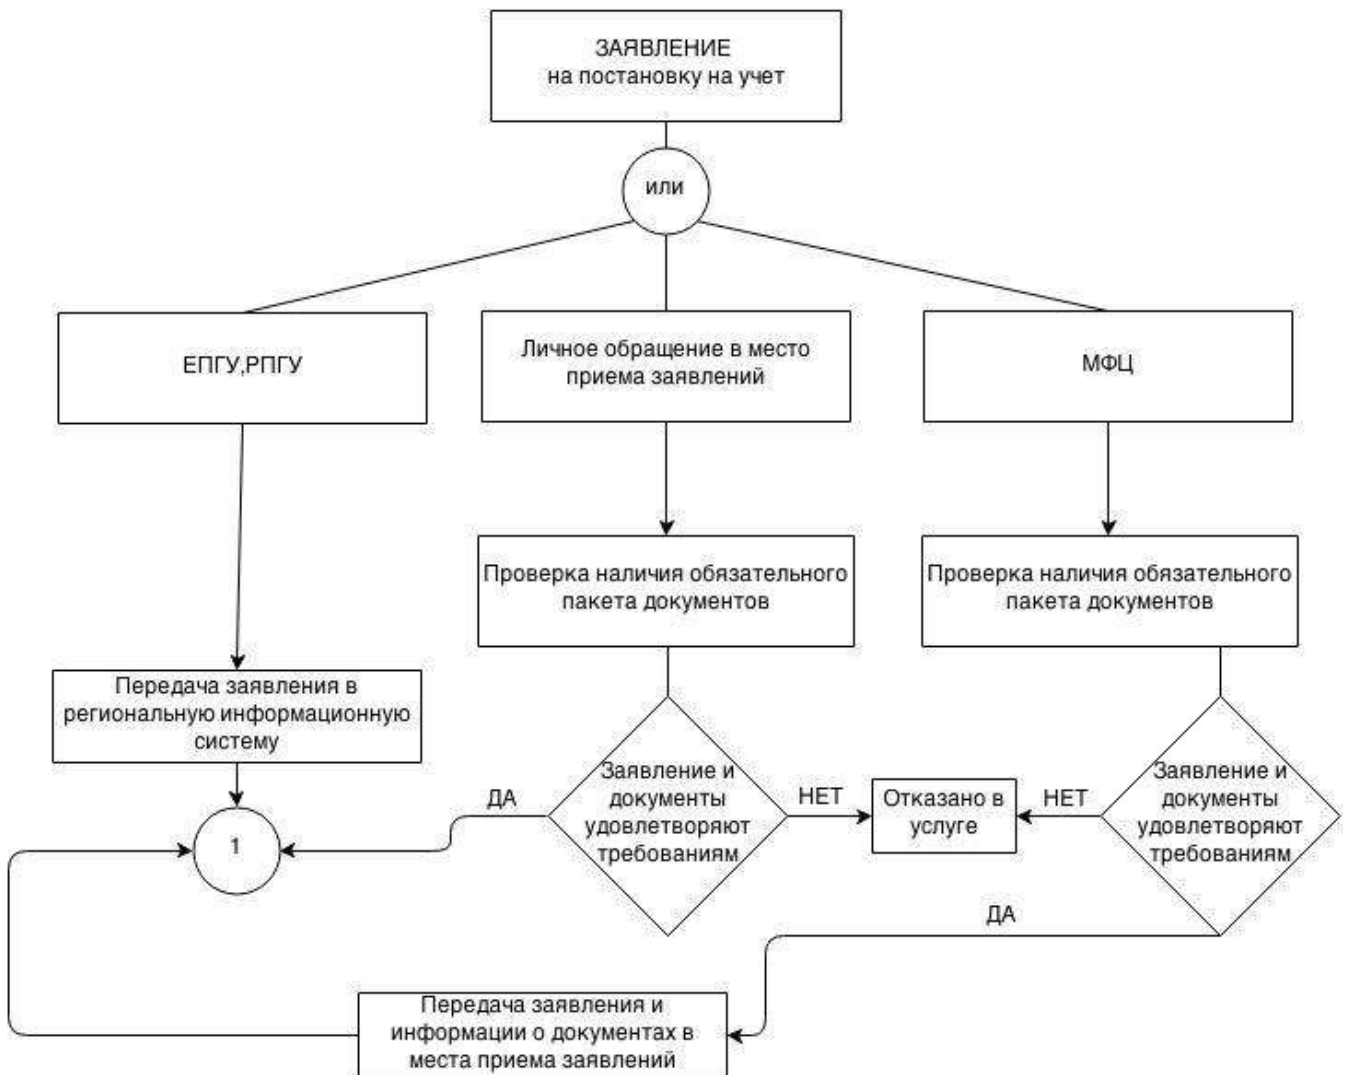 ЗАЯВЛЕНИЕ
на постановку на учет
или
ЕПГУ,РПГУ
Личное обращение в место
приема заявлений
МФЦ
Проверка наличия обязательного
пакета документов
Проверка наличия обязательного
пакета документов
Передача заявления в
региональную информационную
систему
1
ДА
Заявление и
документы
удовлетворяют
требованиям
НЕТ
Отказано в
услуге
НЕТ
Заявление и
документы
удовлетворяют
требованиям
ДА
Передача заявления и
информации о документах в
места приема заявлений